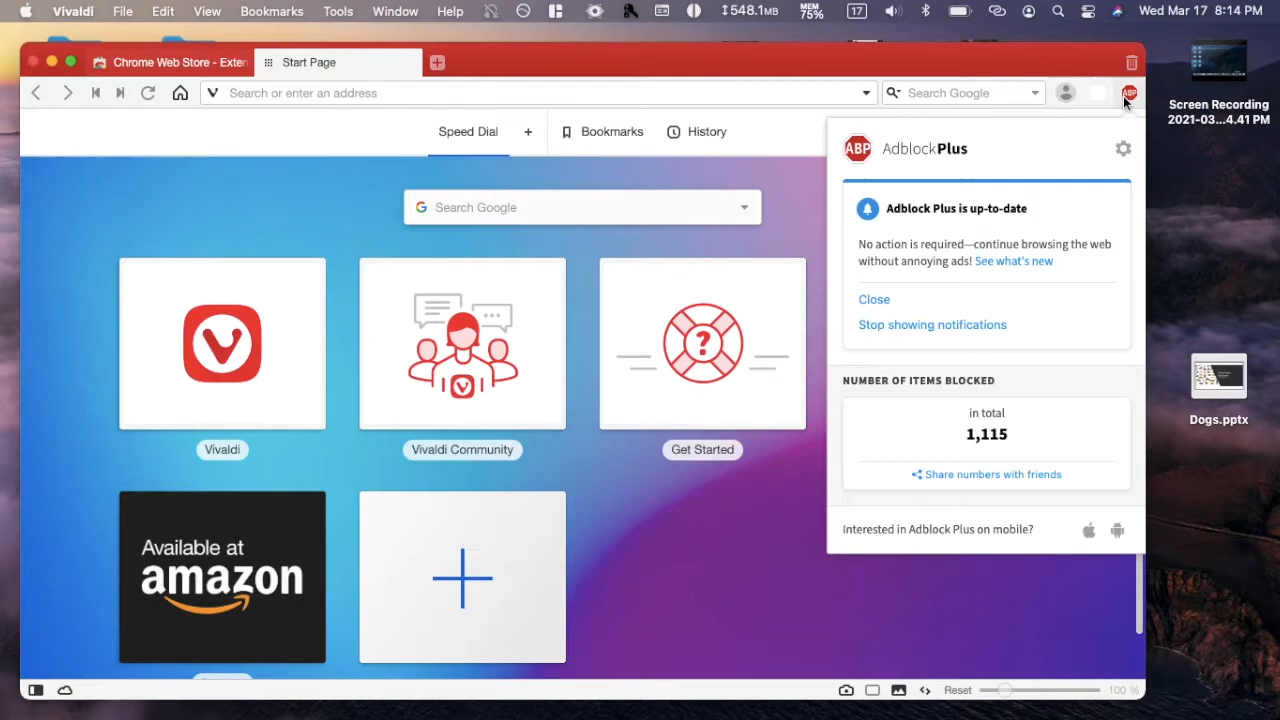 Vivaldi File Edit View Bookmarks Tools Window Help 17 ↕548.1MB MEM 75% Wed Mar 17 8:14 PM
Chrome Web Store - Exten
Start Page
Search or enter an address
Search Google
ABP
Speed Dial
Bookmarks
History
Search Google
Vivaldi
Vivaldi Community
Get Started
Available at
amazon
ABP
AdblockPlus
Adblock Plus is up-to-date
No action is required—continue browsing the web
without annoying ads! See what's new
Close
Stop showing notifications
NUMBER OF ITEMS BLOCKED
in total
1,115
Share numbers with friends
Interested in Adblock Plus on mobile?
Reset
100 %
Screen Recording
2021-03...4.41 PM
Dogs.pptx